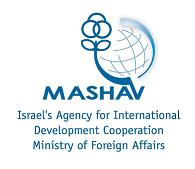 MASHAV
Israel's Agency for International
Development Cooperation
Ministry of Foreign Affairs